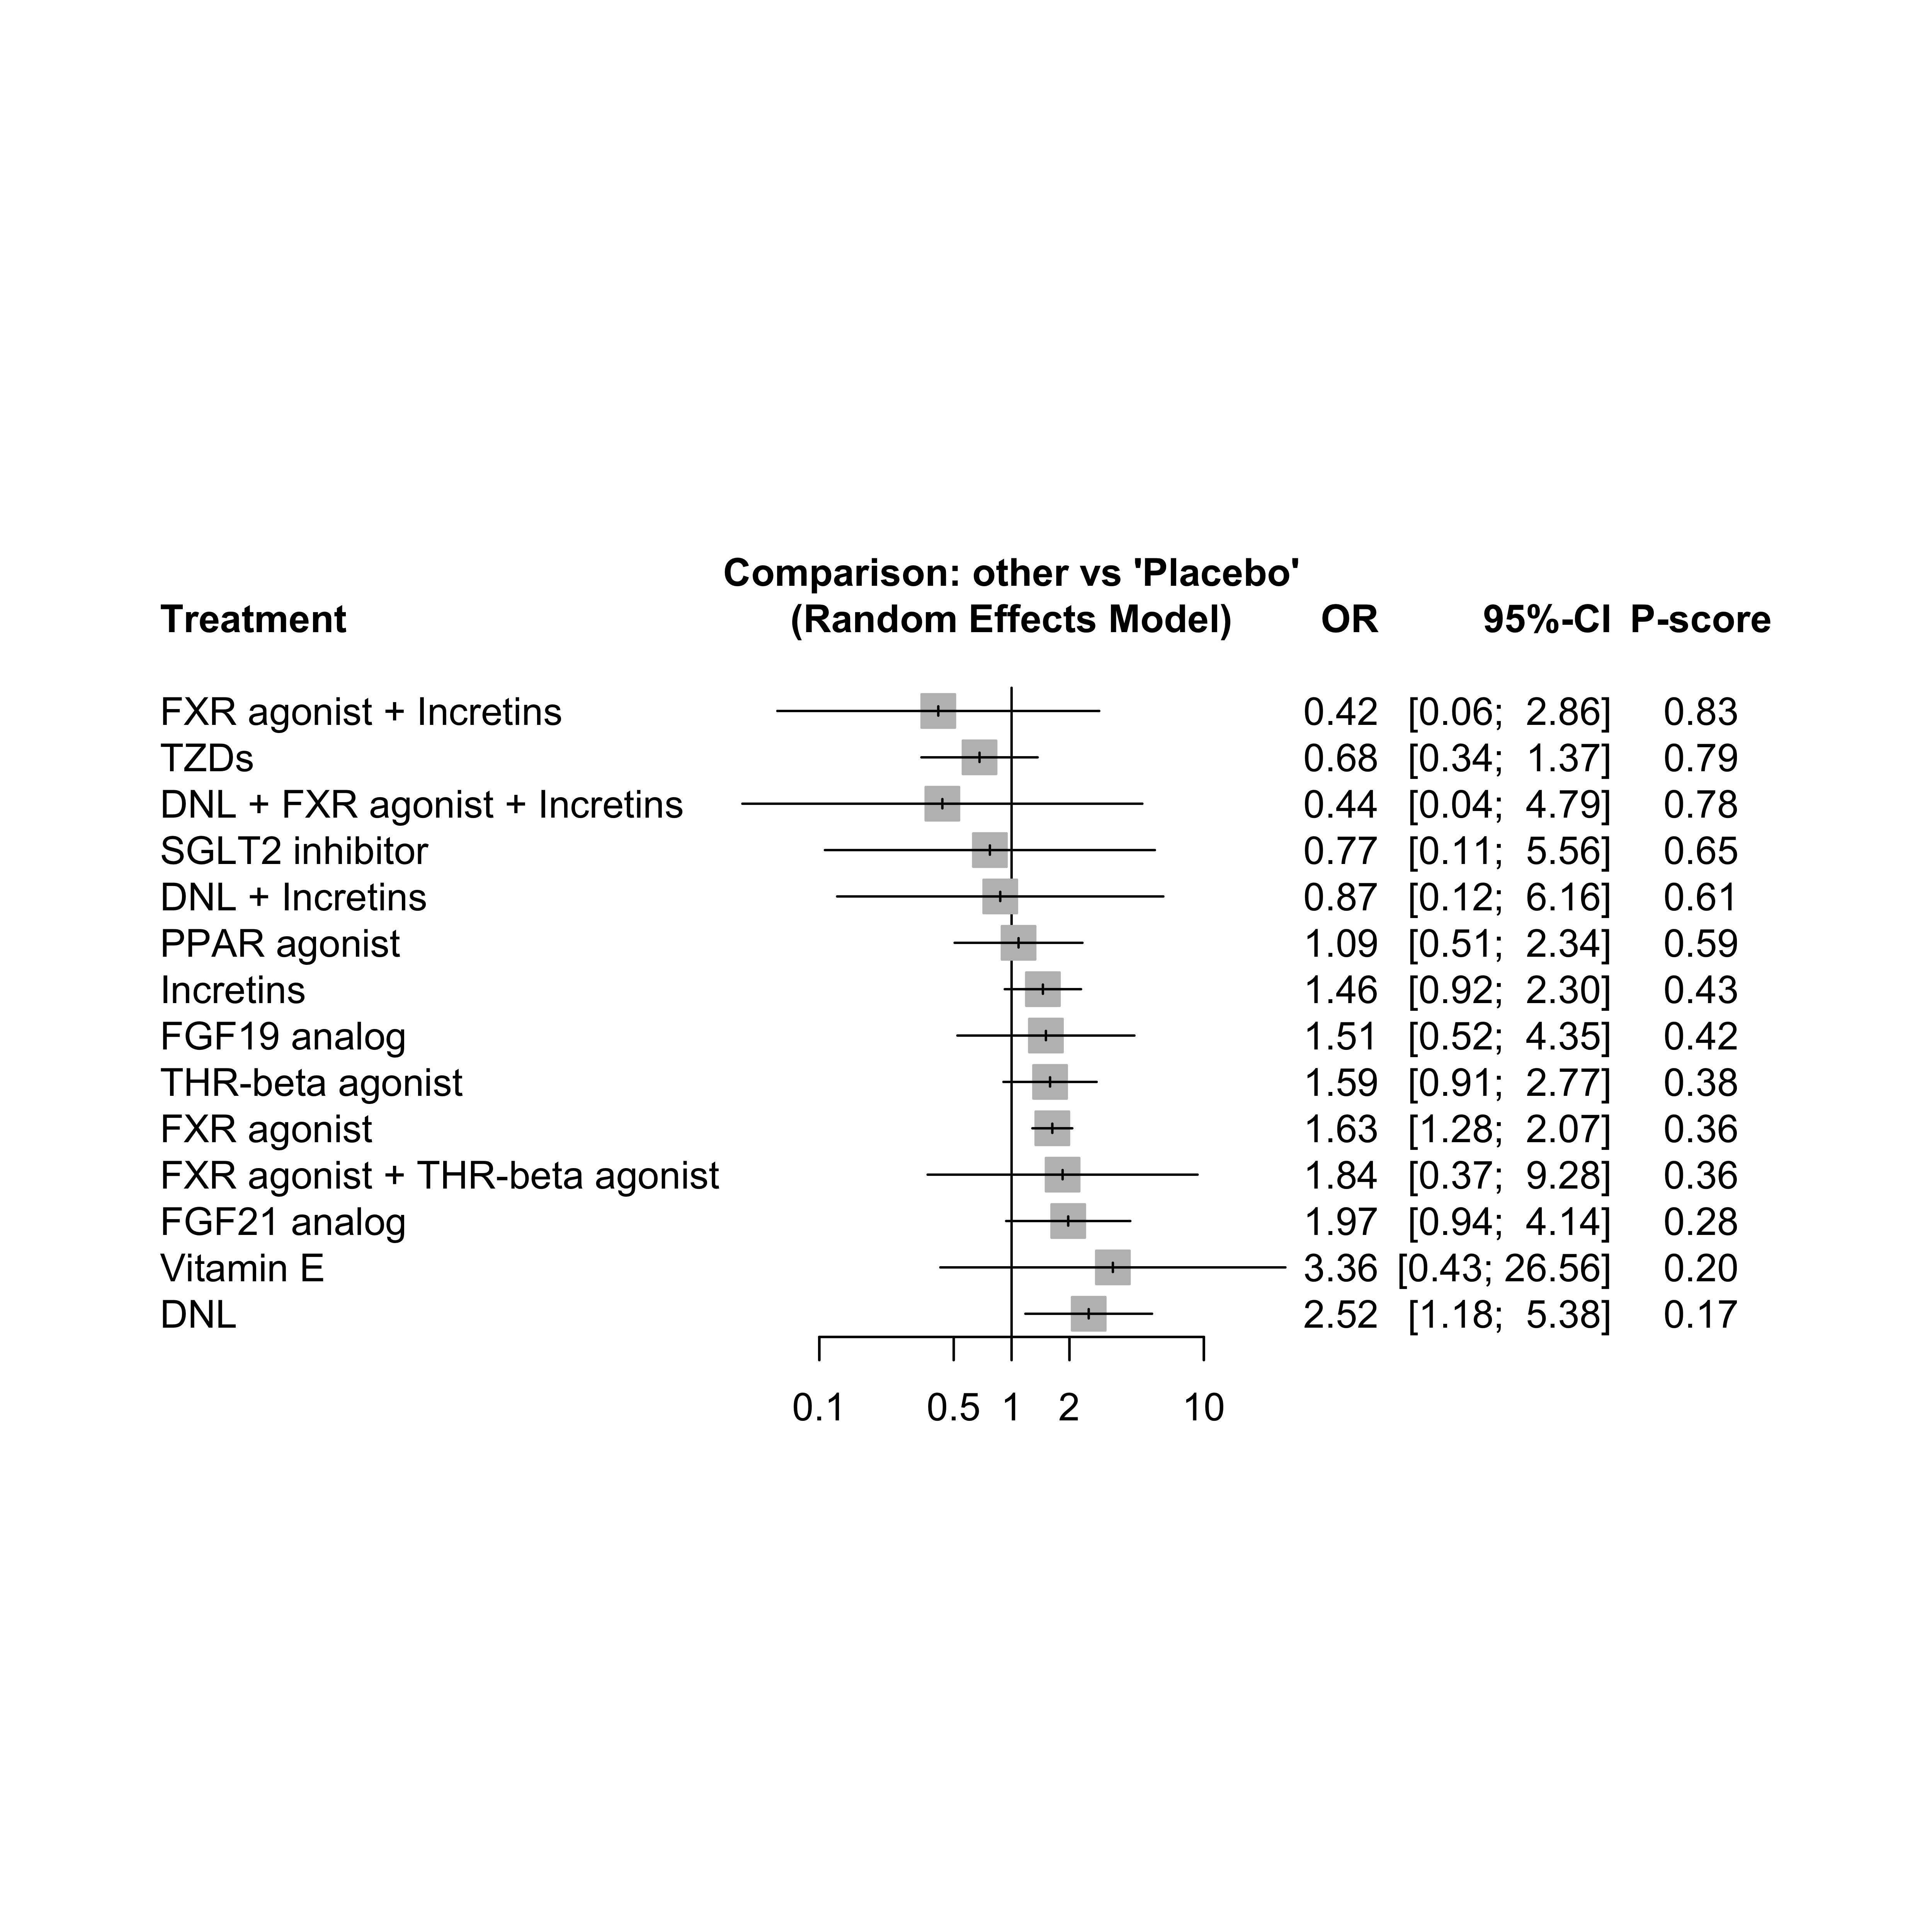 Comparison: other vs 'Placebo'
Treatment (Random Effects Model) OR 95%-CI P-score
FXR agonist + Incretins 0.42 [0.06; 2.86] 0.83
TZDs 0.68 [0.34; 1.37] 0.79
DNL + FXR agonist + Incretins 0.44 [0.04; 4.79] 0.78
SGLT2 inhibitor 0.77 [0.11; 5.56] 0.65
DNL + Incretins 0.87 [0.12; 6.16] 0.61
PPAR agonist 1.09 [0.51; 2.34] 0.59
Incretins 1.46 [0.92; 2.30] 0.43
FGF19 analog 1.51 [0.52; 4.35] 0.42
THR-beta agonist 1.59 [0.91; 2.77] 0.38
FXR agonist 1.63 [1.28; 2.07] 0.36
FXR agonist + THR-beta agonist 1.84 [0.37; 9.28] 0.36
FGF21 analog 1.97 [0.94; 4.14] 0.28
Vitamin E 3.36 [0.43; 26.56] 0.20
DNL 2.52 [1.18; 5.38] 0.17
0.1 0.5 1 2 10